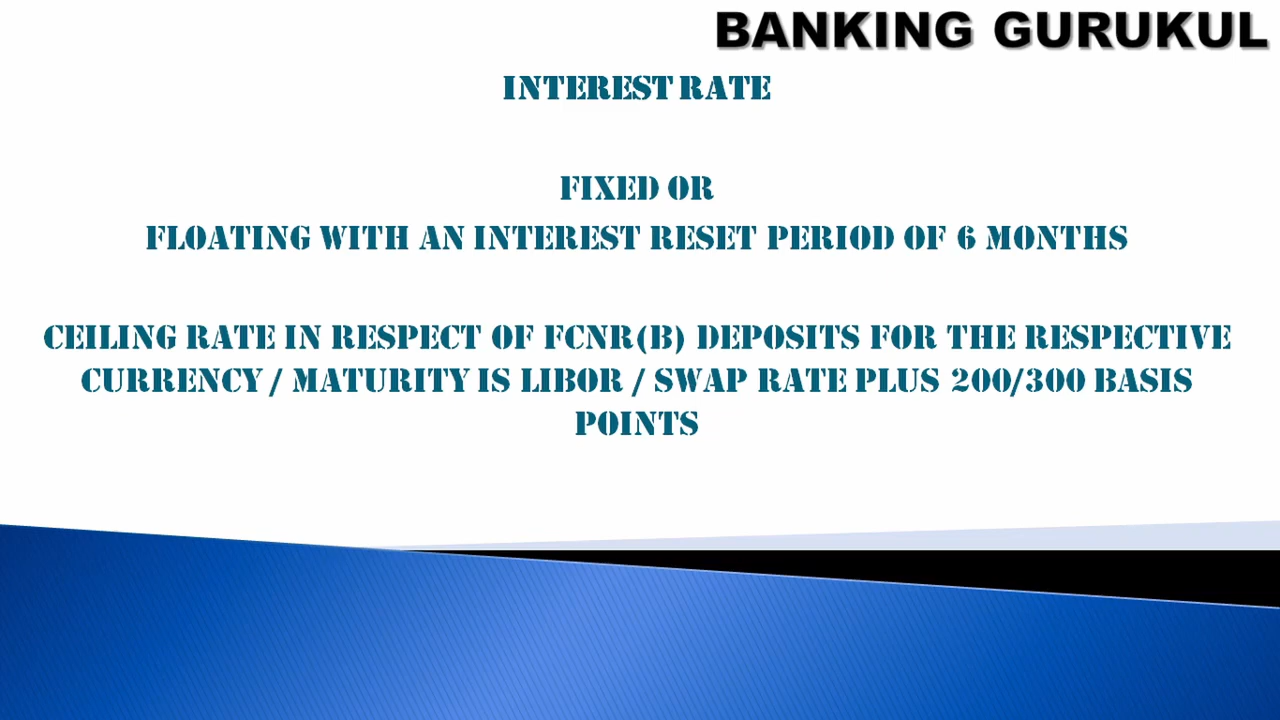 BANKING GURUKUL
INTEREST RATE
FIXED OR
FLOATING WITH AN INTEREST RESET PERIOD OF 6 MONTHS
CEILING RATE IN RESPECT OF FCNR(B) DEPOSITS FOR THE RESPECTIVE
CURRENCY / MATURITY IS LIBOR / SWAP RATE PLUS 200/300 BASIS
POINTS